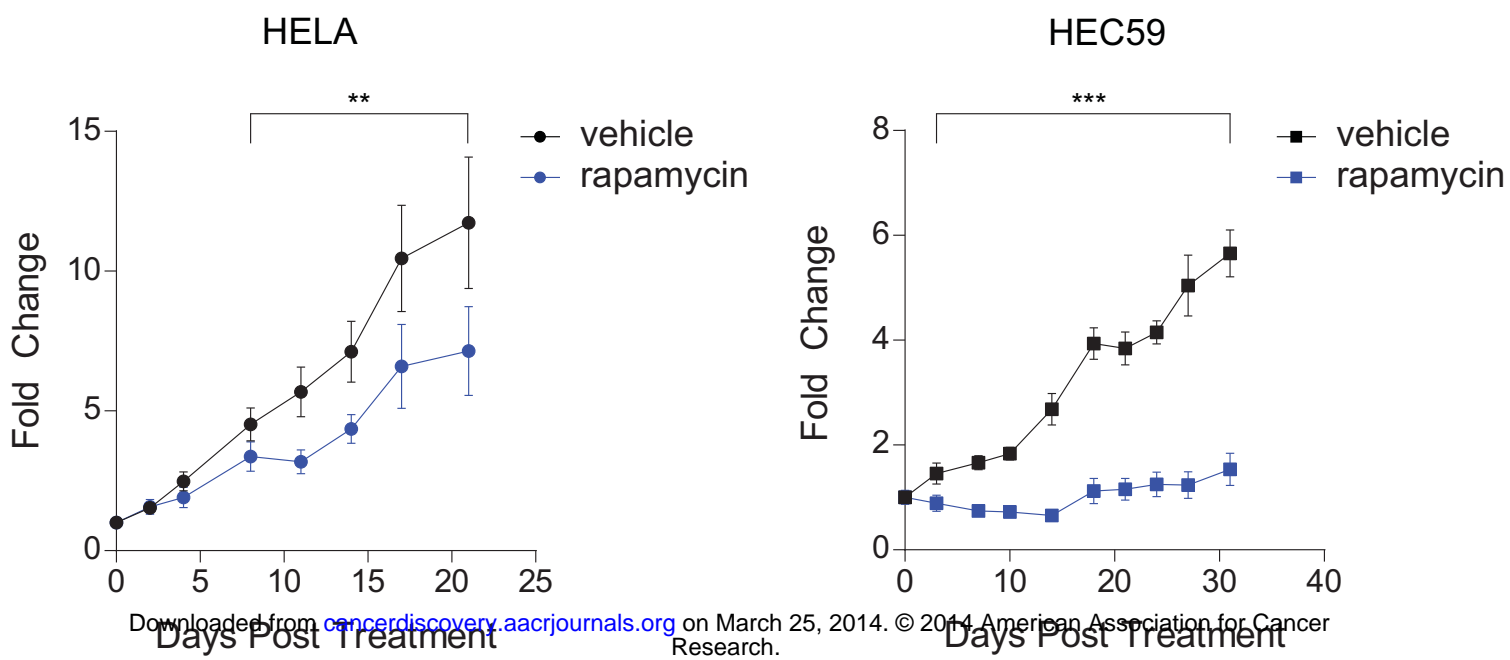 HELA
**
15
10
5
0
0 5 10 15 20 25
Fold Change
Days Post Treatment
vehicle
rapamycin
HEC59
***
8
6
4
2
0
0 10 20 30 40
Fold Change
Days Post Treatment
vehicle
rapamycin
Downloaded from cancerdiscovery.aacrjournals.org on March 25, 2014. © 2014 American Association for Cancer
Research.